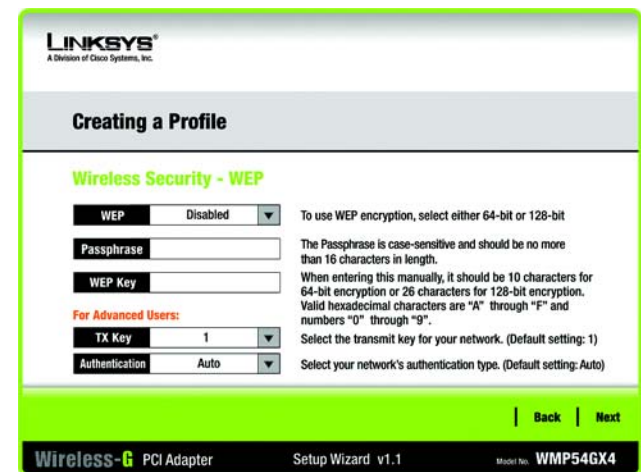 LINKSYS®
A Division of Cisco Systems, Inc.
Creating a Profile
Wireless Security - WEP
WEP Disabled To use WEP encryption, select either 64-bit or 128-bit
Passphrase The Passphrase is case-sensitive and should be no more
than 16 characters in length.
WEP Key When entering this manually, it should be 10 characters for
64-bit encryption or 26 characters for 128-bit encryption.
Valid hexadecimal characters are "A" through "F" and
numbers "0" through "9".
For Advanced Users:
TX Key 1 Select the transmit key for your network. (Default setting: 1)
Authentication Auto Select your network's authentication type. (Default setting: Auto)
Back Next
Wireless-G PCI Adapter Setup Wizard v1.1 Model No. WMP54GX4